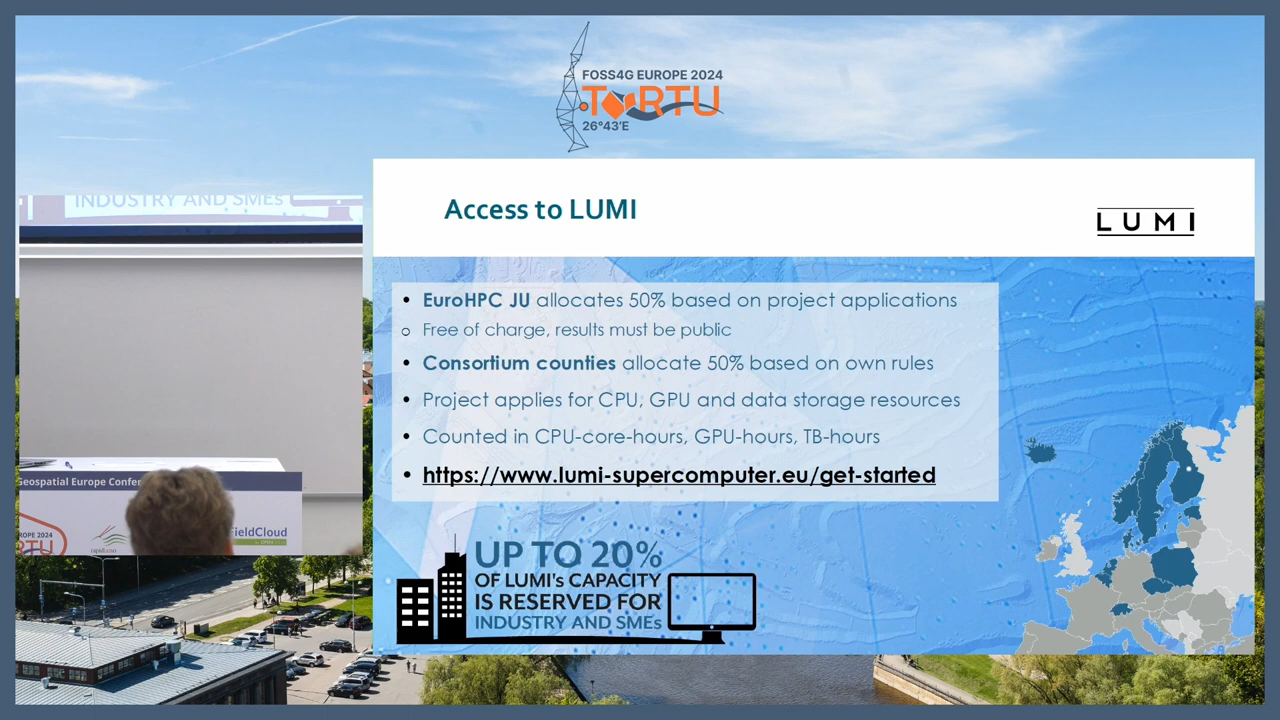 FOSS4G EUROPE 2024
TARTU
26°43'E
INDUSTRY AND SMEs
Access to LUMI
LUMI
• EuroHPC JU allocates 50% based on project applications
○ Free of charge, results must be public
• Consortium counties allocate 50% based on own rules
• Project applies for CPU, GPU and data storage resources
• Counted in CPU-core-hours, GPU-hours, TB-hours
• https://www.lumi-supercomputer.eu/get-started
Geospatial Europe Confer
ROPE 2024
RTU
ieldCloud
UP TO 20%
OF LUMI's CAPACITY
IS RESERVED FOR
INDUSTRY AND SMEs